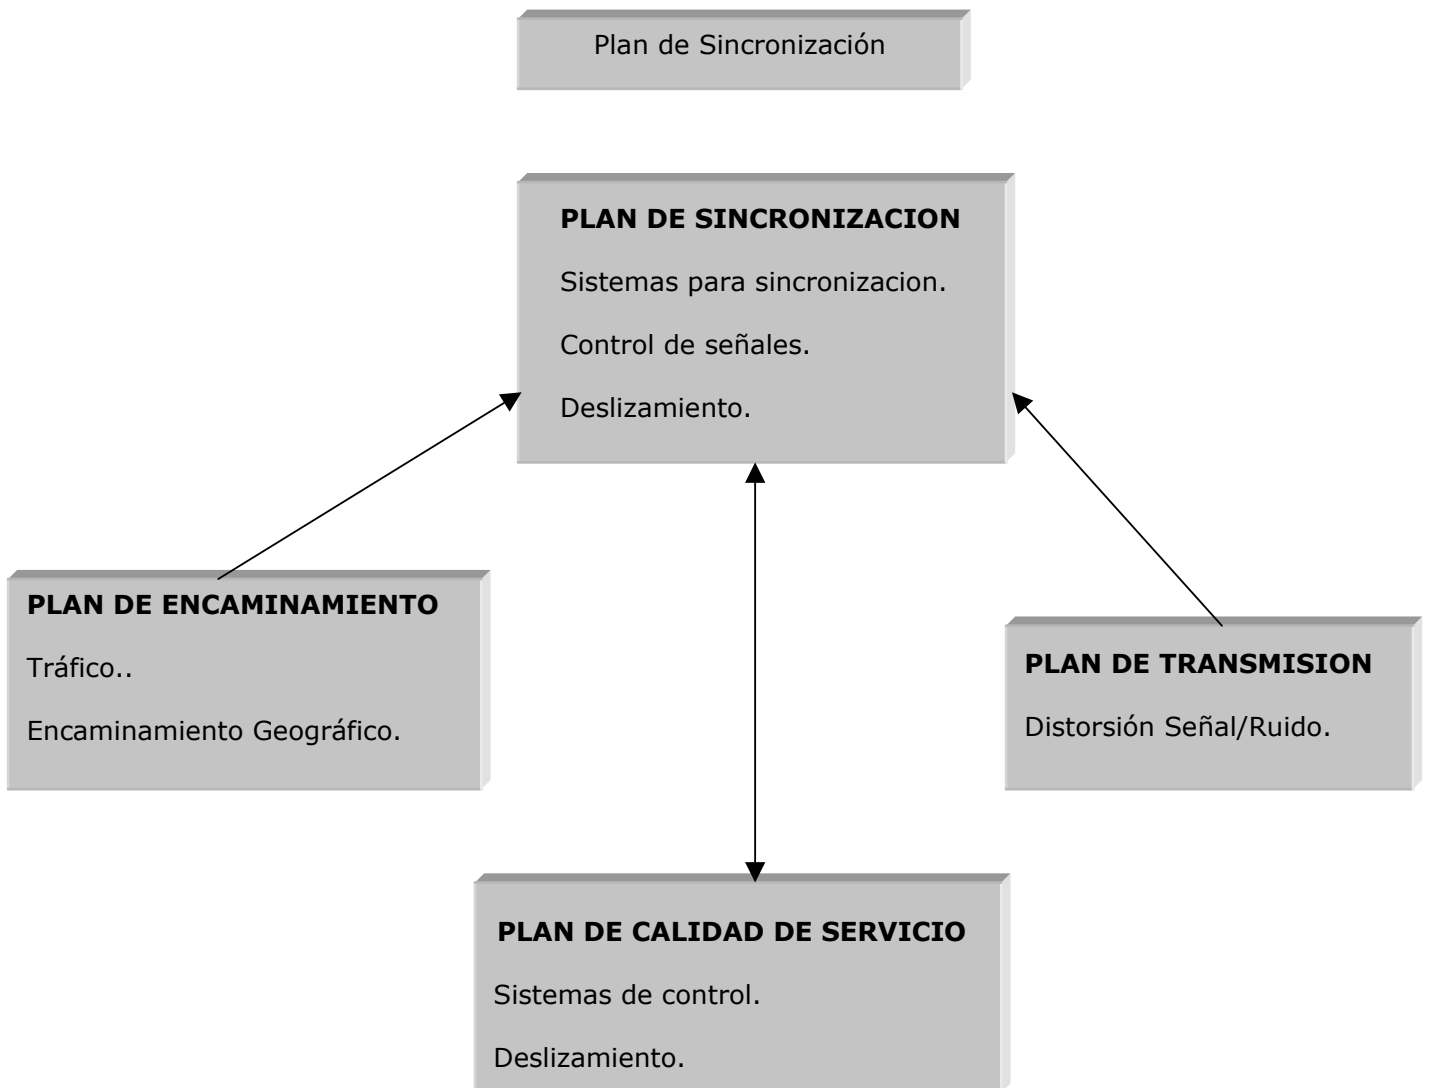 Plan de Sincronización
PLAN DE SINCRONIZACION
Sistemas para sincronizacion.
Control de señales.
Deslizamiento.
PLAN DE ENCAMINAMIENTO
Tráfico..
Encaminamiento Geográfico.
PLAN DE TRANSMISION
Distorsión Señal/Ruido.
PLAN DE CALIDAD DE SERVICIO
Sistemas de control.
Deslizamiento.